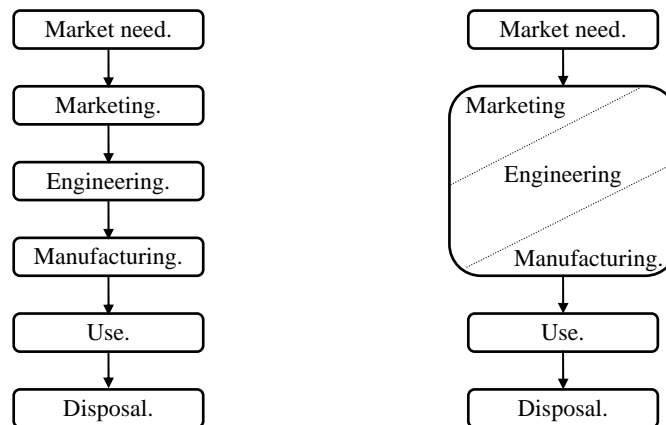 Market need.
Marketing.
Engineering.
Manufacturing.
Use.
Disposal.
Market need.
Marketing
Engineering
Manufacturing.
Use.
Disposal.